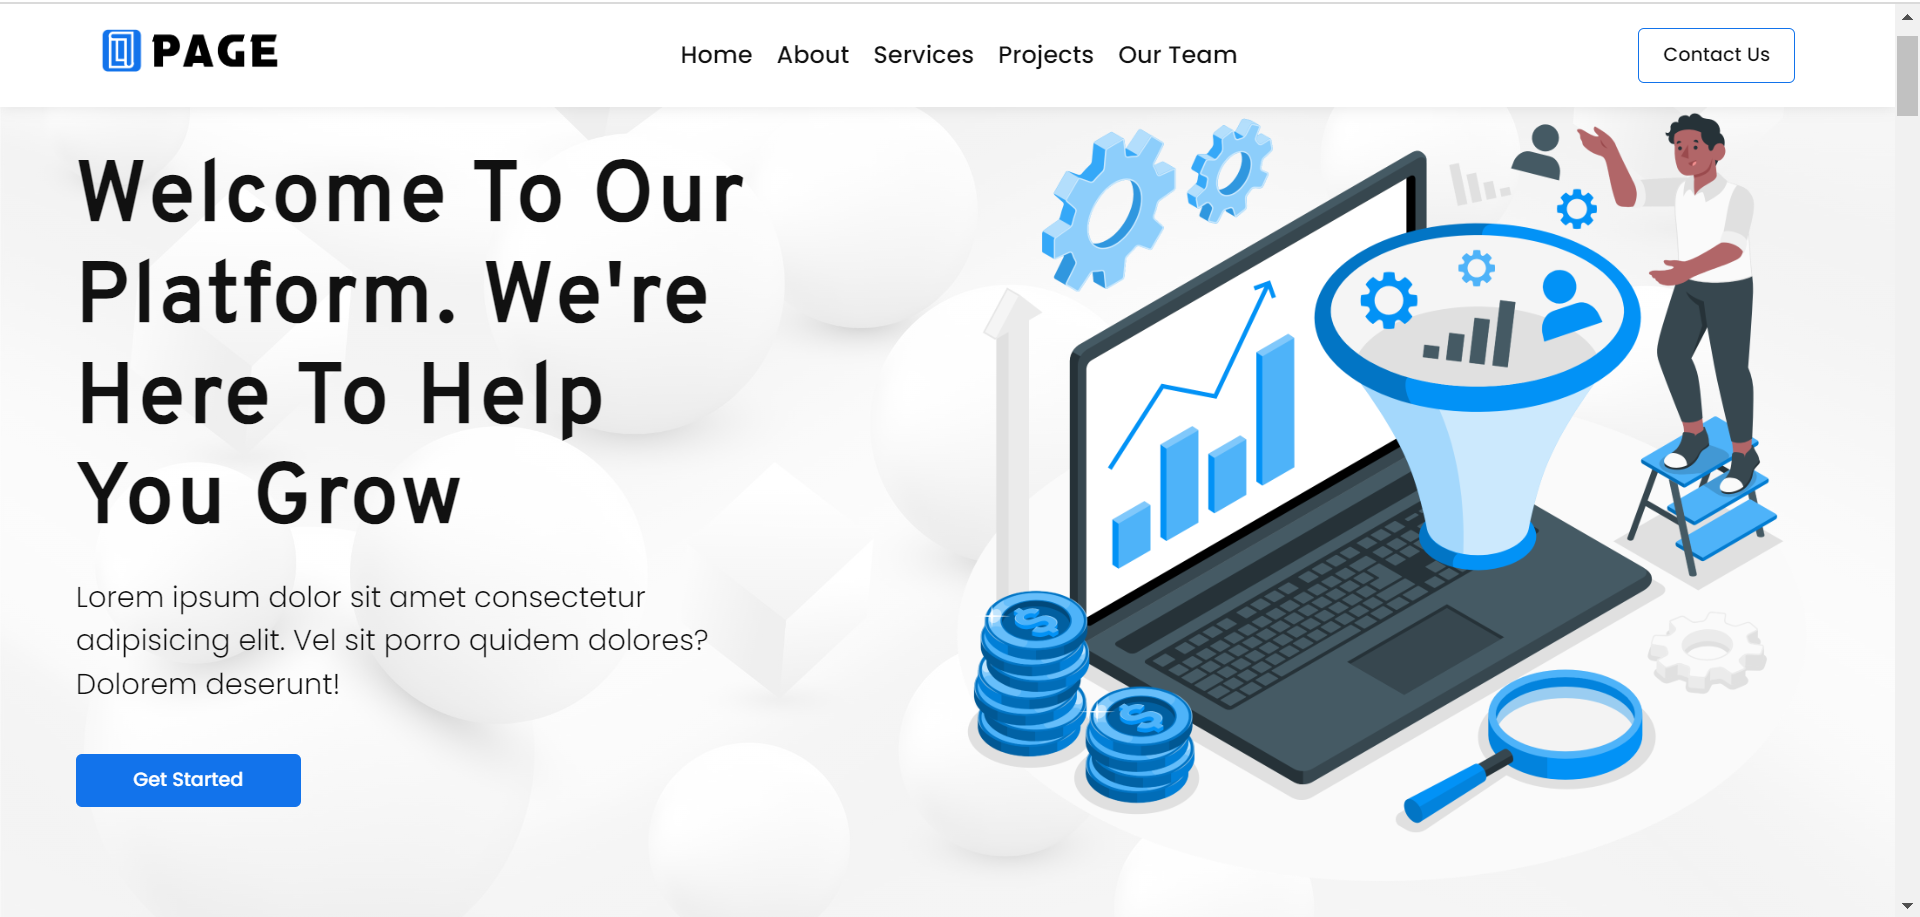 PAGE
Home About Services Projects Our Team
Contact Us
Welcome To Our
Platform. We're
Here To Help
You Grow
Lorem ipsum dolor sit amet consectetur
adipisicing elit. Vel sit porro quidem dolores?
Dolorem deserunt!
Get Started
$
$